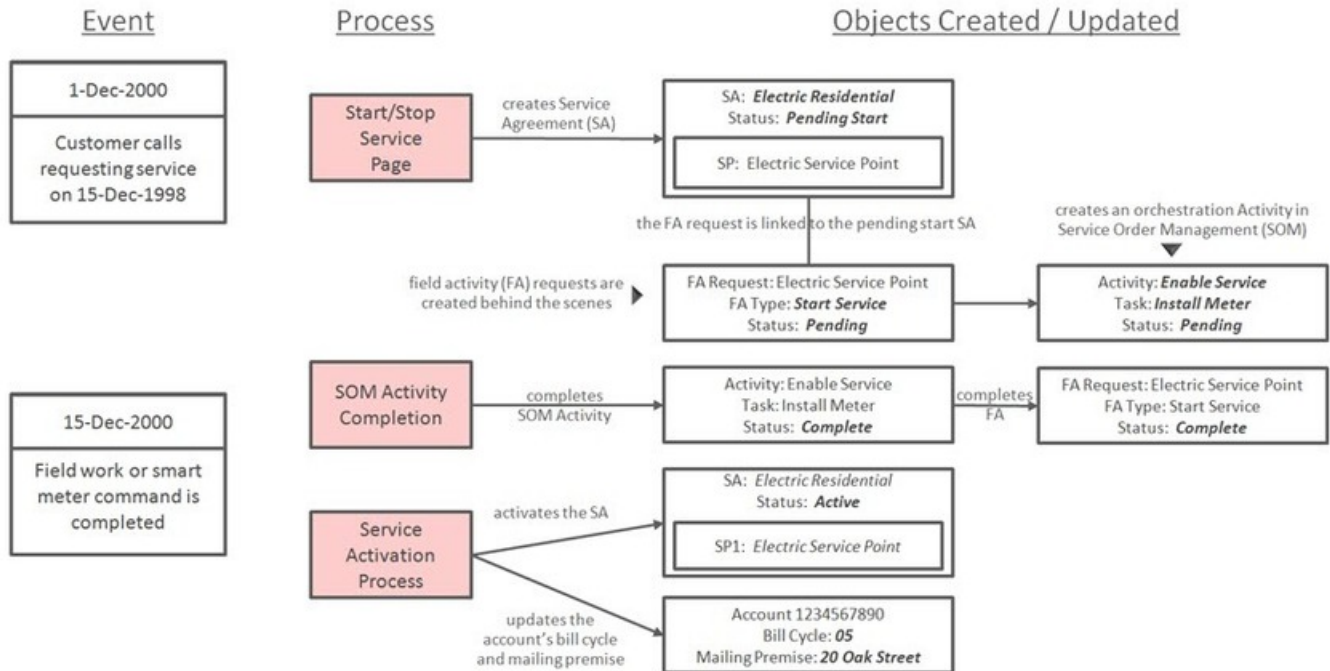 Event
Process
Objects Created / Updated
1-Dec-2000
Customer calls
requesting service
on 15-Dec-1998
Start/Stop
Service
Page
creates Service
Agreement (SA)
SA: Electric Residential
Status: Pending Start
SP: Electric Service Point
the FA request is linked to the pending start SA
creates an orchestration Activity in
Service Order Management (SOM)
field activity (FA) requests are
created behind the scenes
FA Request: Electric Service Point
FA Type: Start Service
Status: Pending
Activity: Enable Service
Task: Install Meter
Status: Pending
15-Dec-2000
Field work or smart
meter command is
completed
SOM Activity
Completion
completes
SOM Activity
Activity: Enable Service
Task: Install Meter
Status: Complete
completes
FA
FA Request: Electric Service Point
FA Type: Start Service
Status: Complete
Service
Activation
Process
activates the SA
SA: Electric Residential
Status: Active
SP1: Electric Service Point
updates the
account's bill cycle
and mailing premise
Account 1234567890
Bill Cycle: 05
Mailing Premise: 20 Oak Street